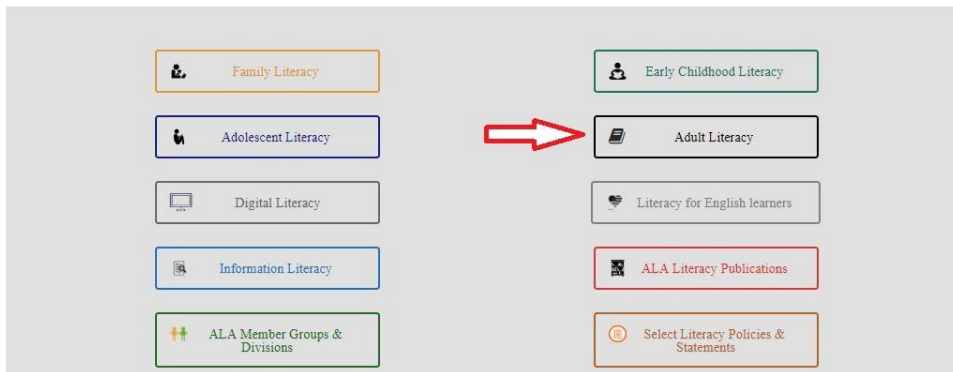 Family Literacy
Early Childhood Literacy
Adolescent Literacy
Adult Literacy
Digital Literacy
Literacy for English learners
Information Literacy
ALA Literacy Publications
ALA Member Groups &
Divisions
Select Literacy Policies &
Statements